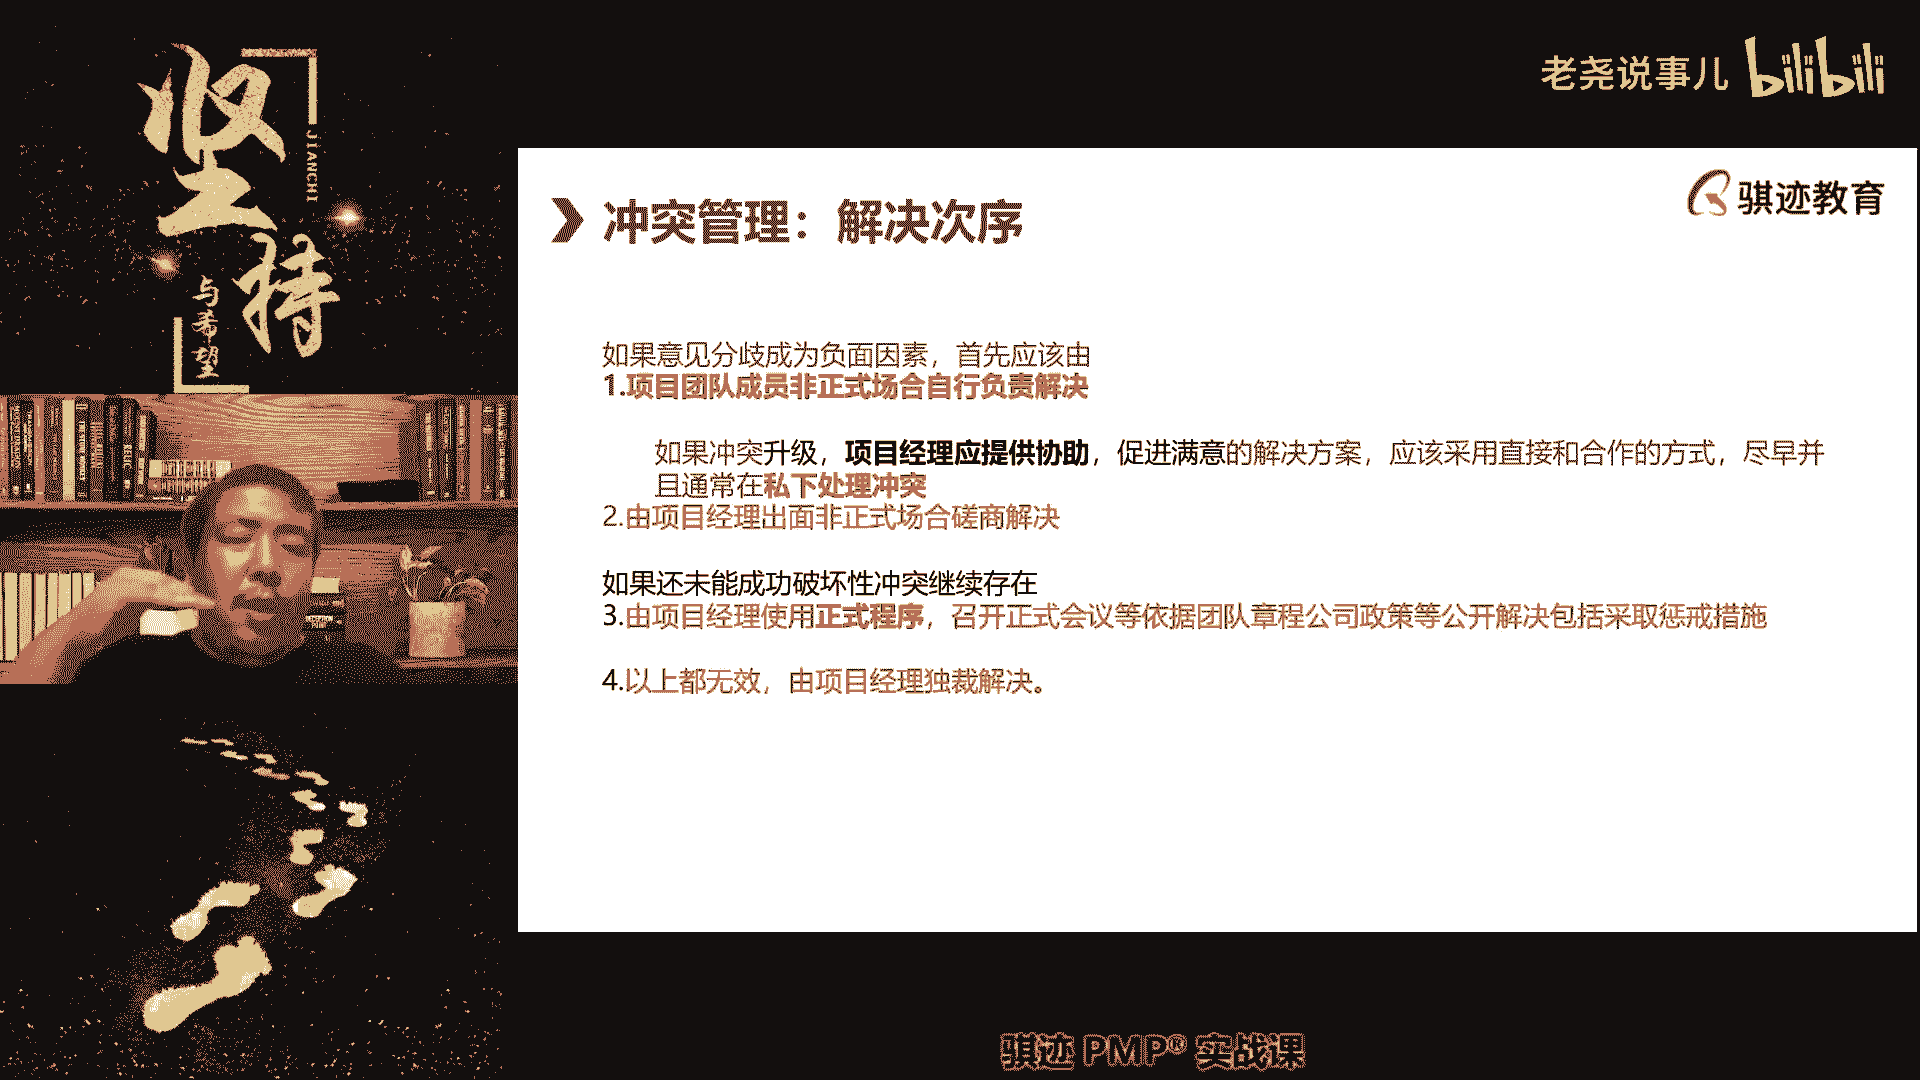 坚持
JIANCHI
与希望
老尧说事儿 bilibili
骐迹教育
冲突管理：解决次序
如果意见分歧成为负面因素，首先应该由
1.项目团队成员非正式场合自行负责解决
如果冲突升级，项目经理应提供协助，促进满意的解决方案，应该采用直接和合作的方式，尽早并
且通常在私下处理冲突
2.由项目经理出面非正式场合磋商解决
如果还未能成功破坏性冲突继续存在
3.由项目经理使用正式程序，召开正式会议等依据团队章程公司政策等公开解决包括采取惩戒措施
4.以上都无效，由项目经理独裁解决。
骐迹 PMP® 实战课